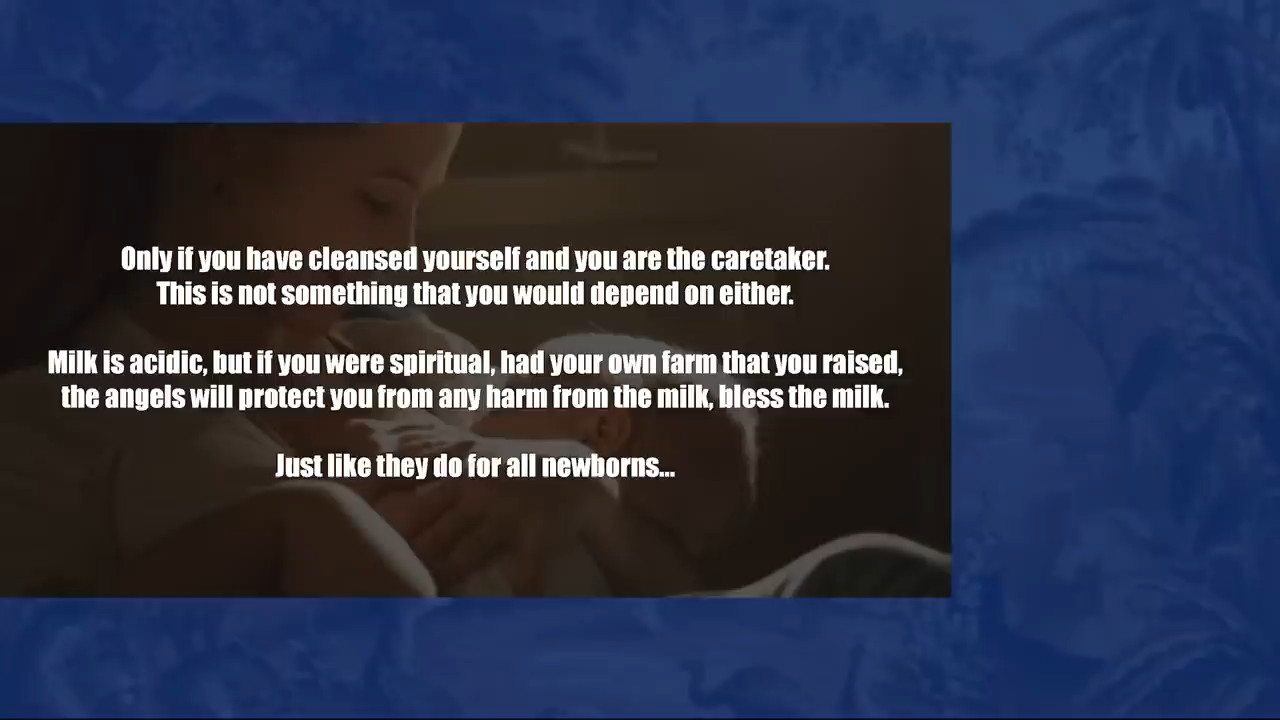 Only if you have cleansed yourself and you are the caretaker.
This is not something that you would depend on either.
Milk is acidic, but if you were spiritual, had your own farm that you raised,
the angels will protect you from any harm from the milk, bless the milk.
Just like they do for all newborns...